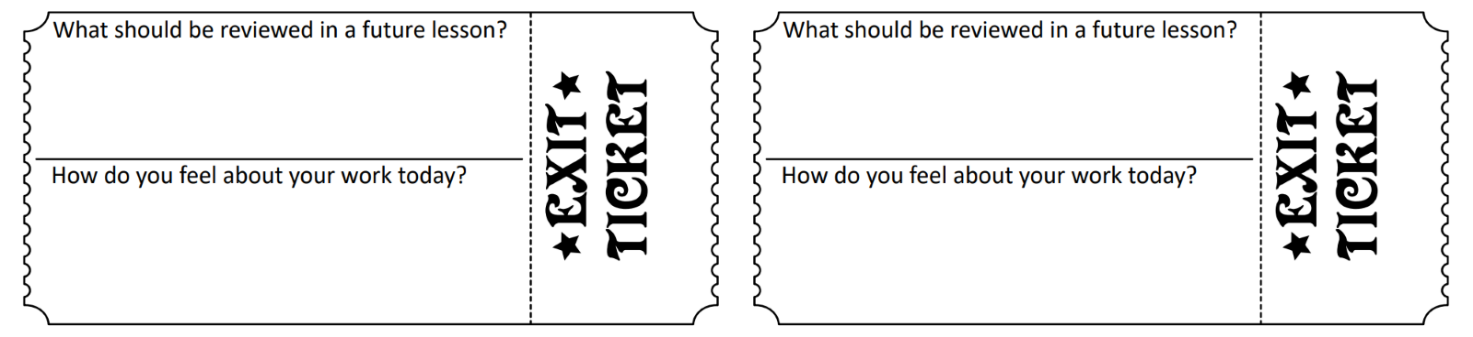 What should be reviewed in a future lesson?
How do you feel about your work today?
EXIT
TICKET
What should be reviewed in a future lesson?
How do you feel about your work today?
EXIT
TICKET